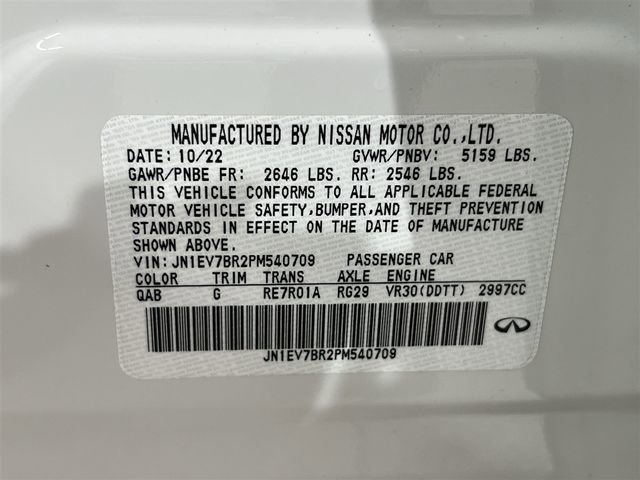 MANUFACTURED BY NISSAN MOTOR CO.,LTD.
DATE: 10/22 GVWR/PNBV: 5159 LBS.
GAWR/PNBE FR: 2646 LBS. RR: 2546 LBS.
THIS VEHICLE CONFORMS TO ALL APPLICABLE FEDERAL
MOTOR VEHICLE SAFETY,BUMPER,AND THEFT PREVENTION
STANDARDS IN EFFECT ON THE DATE OF MANUFACTURE
SHOWN ABOVE.
VIN: JN1EV7BR2PM540709 PASSENGER CAR
COLOR TRIM TRANS AXLE ENGINE
QAB G RE7R01A RG29 VR30(DDTT) 2997CC
JN1EV7BR2PM540709